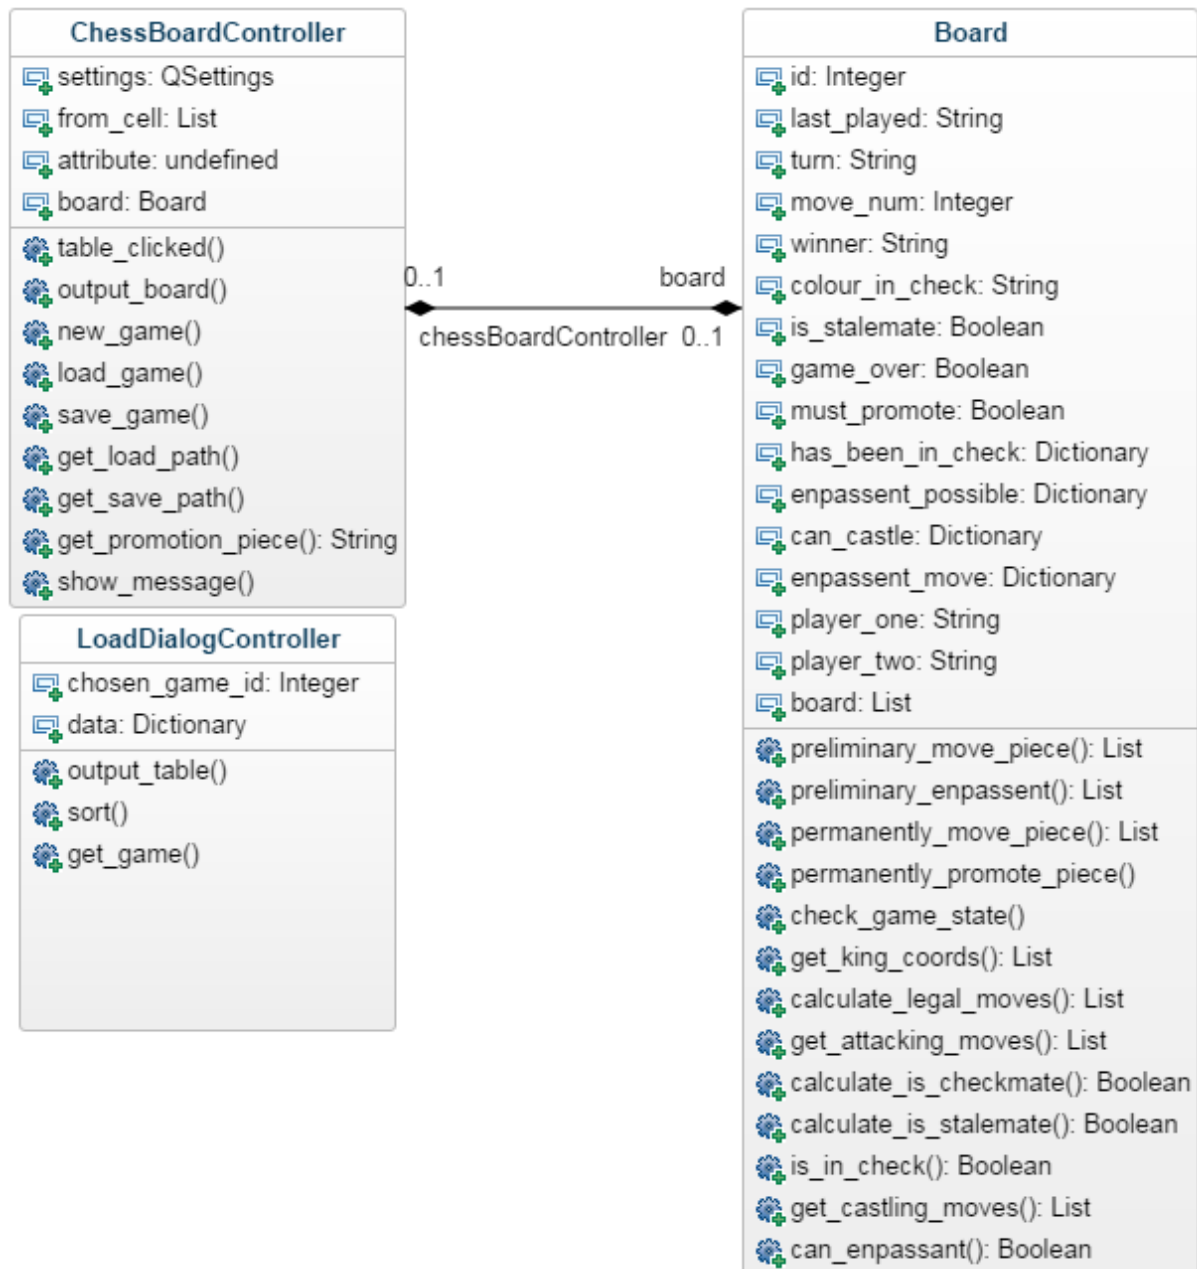 ChessBoardController
settings: QSettings
from_cell: List
attribute: undefined
board: Board
table_clicked()
output_board()
new_game()
load_game()
save_game()
get_load_path()
get_save_path()
get_promotion_piece(): String
show_message()
LoadDialogController
chosen_game_id: Integer
data: Dictionary
output_table()
sort()
get_game()
0..1 board
chessBoardController 0..1
Board
id: Integer
last_played: String
turn: String
move_num: Integer
winner: String
colour_in_check: String
is_stalemate: Boolean
game_over: Boolean
must_promote: Boolean
has_been_in_check: Dictionary
enpassent_possible: Dictionary
can_castle: Dictionary
enpassent_move: Dictionary
player_one: String
player_two: String
board: List
preliminary_move_piece(): List
preliminary_enpassent(): List
permanently_move_piece(): List
permanently_promote_piece()
check_game_state()
get_king_coords(): List
calculate_legal_moves(): List
get_attacking_moves(): List
calculate_is_checkmate(): Boolean
calculate_is_stalemate(): Boolean
is_in_check(): Boolean
get_castling_moves(): List
can_enpassant(): Boolean